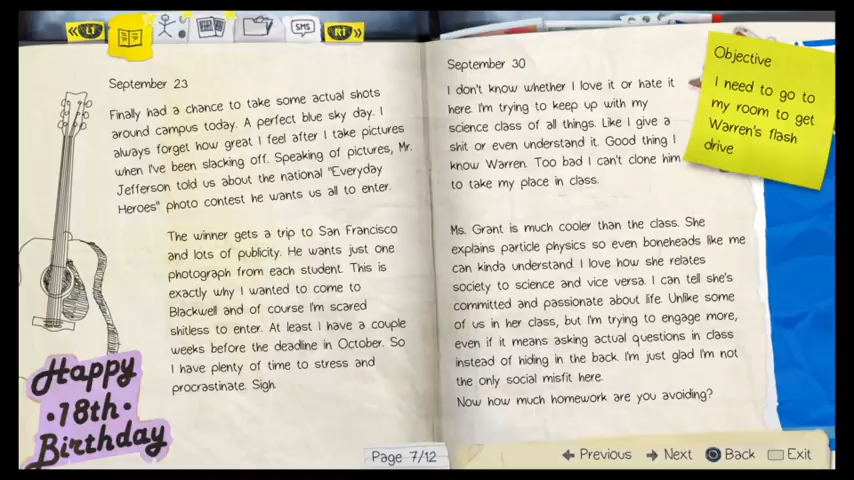 L1
SMS
R1
September 23
Finally had a chance to take some actual shots
around campus today. A perfect blue sky day. I
always forget how great I feel after I take pictures
when I've been slacking off. Speaking of pictures, Mr.
Jefferson told us about the national "Everyday
Heroes" photo contest he wants us all to enter.
The winner gets a trip to San Francisco
and lots of publicity. He wants just one
photograph from each student. This is
exactly why I wanted to come to
Blackwell and of course I'm scared
shitless to enter. At least I have a couple
weeks before the deadline in October. So
I have plenty of time to stress and
procrastinate. Sigh.
Happy
18th
Birthday
September 30
I don't know whether I love it or hate it
here. I'm trying to keep up with my
science class of all things. Like I give a
shit or even understand it. Good thing I
know Warren. Too bad I can't clone him
to take my place in class.
Ms. Grant is much cooler than the class. She
explains particle physics so even boneheads like me
can kinda understand. I love how she relates
society to science and vice versa. I can tell she's
committed and passionate about life. Unlike some
of us in her class, but I'm trying to engage more,
even if it means asking actual questions in class
instead of hiding in the back. I'm just glad I'm not
the only social misfit here.
Now how much homework are you avoiding?
Objective
I need to go to
my room to get
Warren's flash
drive
Page 7/12
Previous
Next
Back
Exit